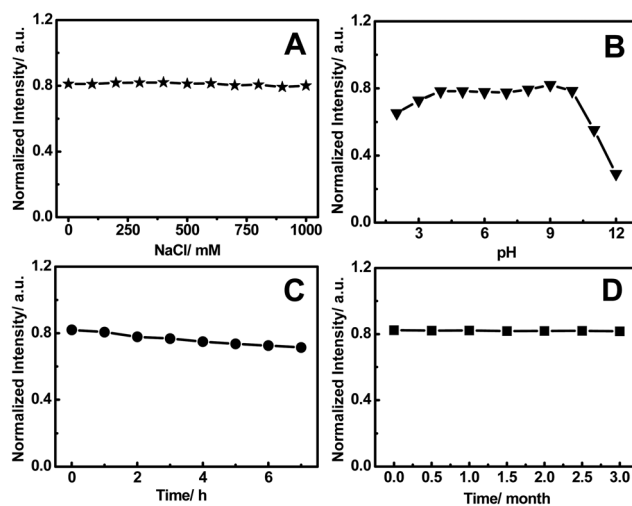 A
Normalized Intensity/ a.u.
1.2
0.8
0.4
0.0
0 250 500 750 1000
NaCl/ mM
B
Normalized Intensity/ a.u.
1.2
0.8
0.4
0.0
3 6 9 12
pH
C
Normalized Intensity/ a.u.
1.2
0.8
0.4
0.0
0 2 4 6
Time/ h
D
Normalized Intensity/ a.u.
1.2
0.8
0.4
0.0
0.0 0.5 1.0 1.5 2.0 2.5 3.0
Time/ month